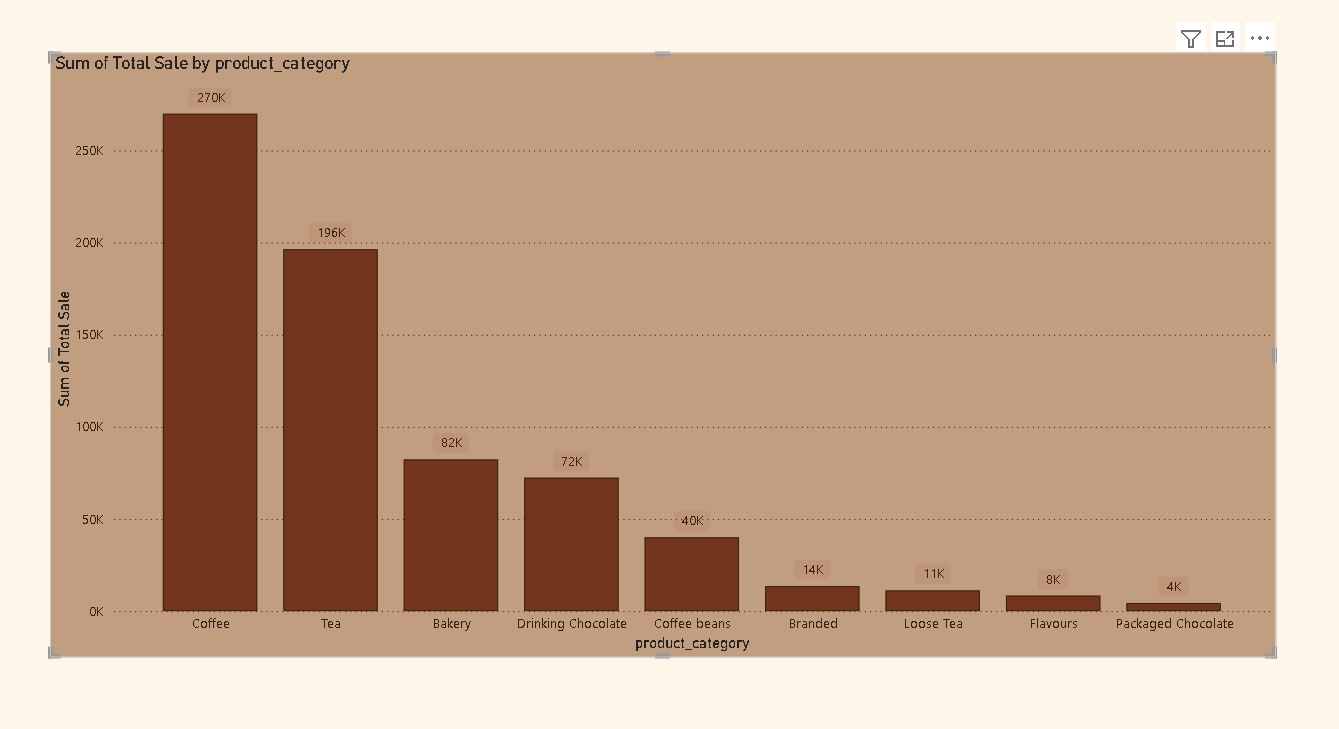 Sum of Total Sale by product_category
270K
250K
200K
196K
150K
100K
82K
72K
50K
40K
14K
11K
8K
4K
0K
Sum of Total Sale
Coffee Tea Bakery Drinking Chocolate Coffee beans Branded Loose Tea Flavours Packaged Chocolate
product_category